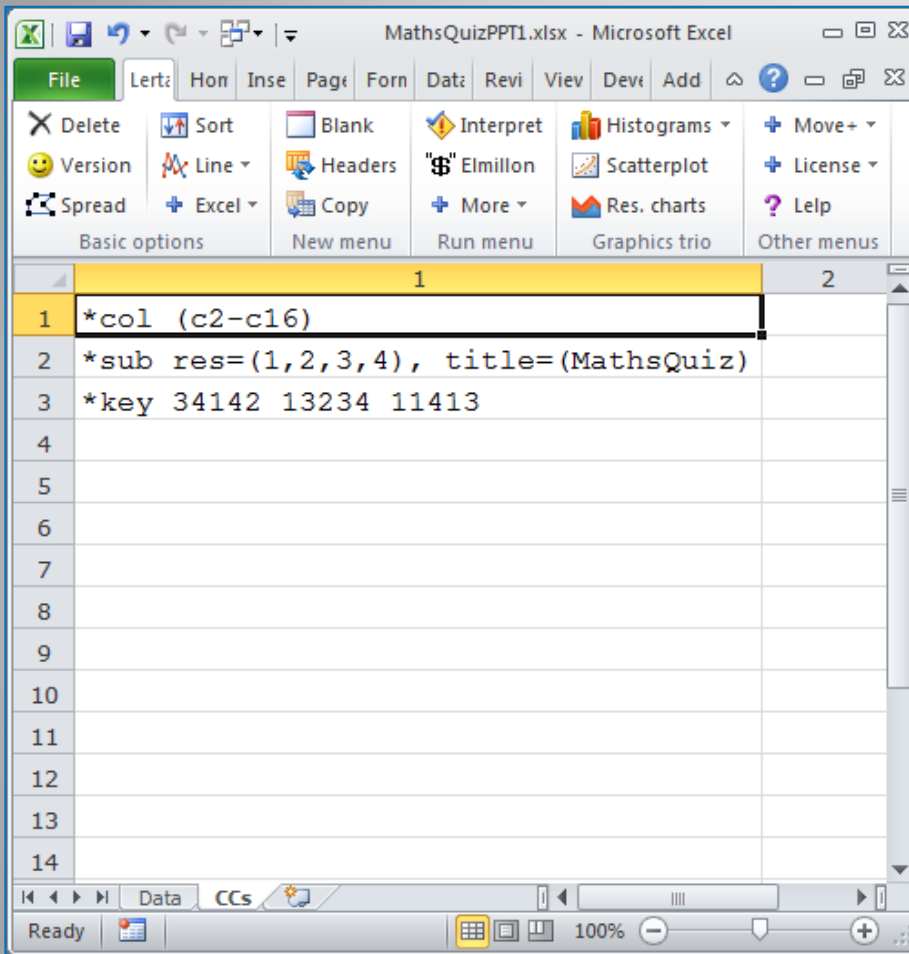 MathsQuizPPT1.xlsx - Microsoft Excel
File Lerta Hom Inse Page Form Data Revi View Deve Add
Delete Sort Blank Interpret Histograms Move+
Version Line Headers "$" Elmillon Scatterplot License
Spread Excel Copy More Res. charts Lelp
Basic options New menu Run menu Graphics trio Other menus
1 2
1 *col (c2-c16)
2 *sub res=(1,2,3,4), title=(MathsQuiz)
3 *key 34142 13234 11413
4
5
6
7
8
9
10
11
12
13
14
Data CCs
Ready 100%